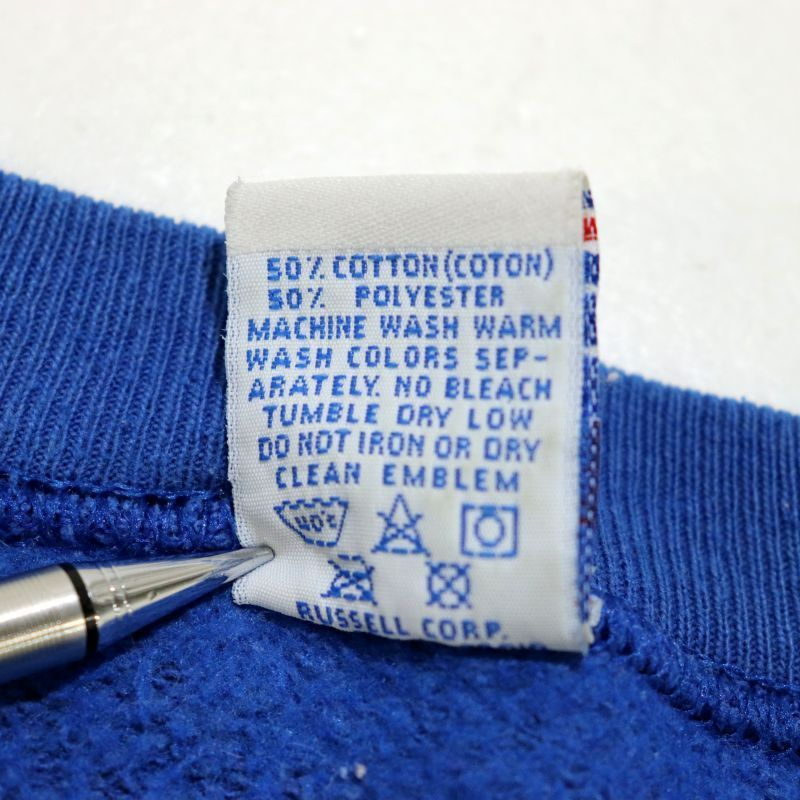 50% COTTON(COTON)
50% POLYESTER
MACHINE WASH WARM
WASH COLORS SEP-
ARATELY. NO BLEACH
TUMBLE DRY LOW
DO NOT IRON OR DRY
CLEAN EMBLEM
40°c
RUSSELL CORP.